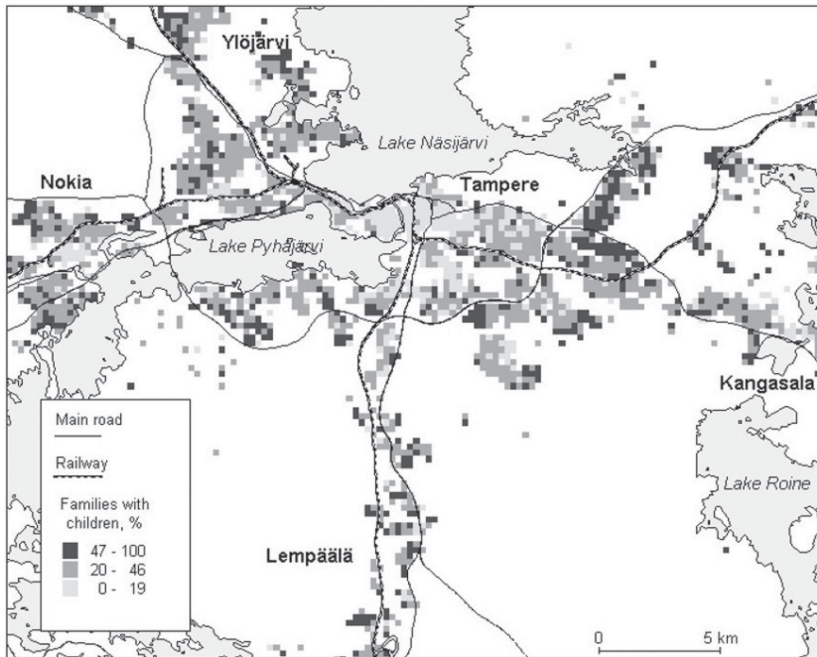 Ylöjärvi
Lake Näsijärvi
Nokia
Tampere
Lake Pyhäjärvi
Kangasala
Main road
Railway
Families with
children, %
47 - 100
20 - 46
0 - 19
Lempäälä
Lake Roine
0 5 km